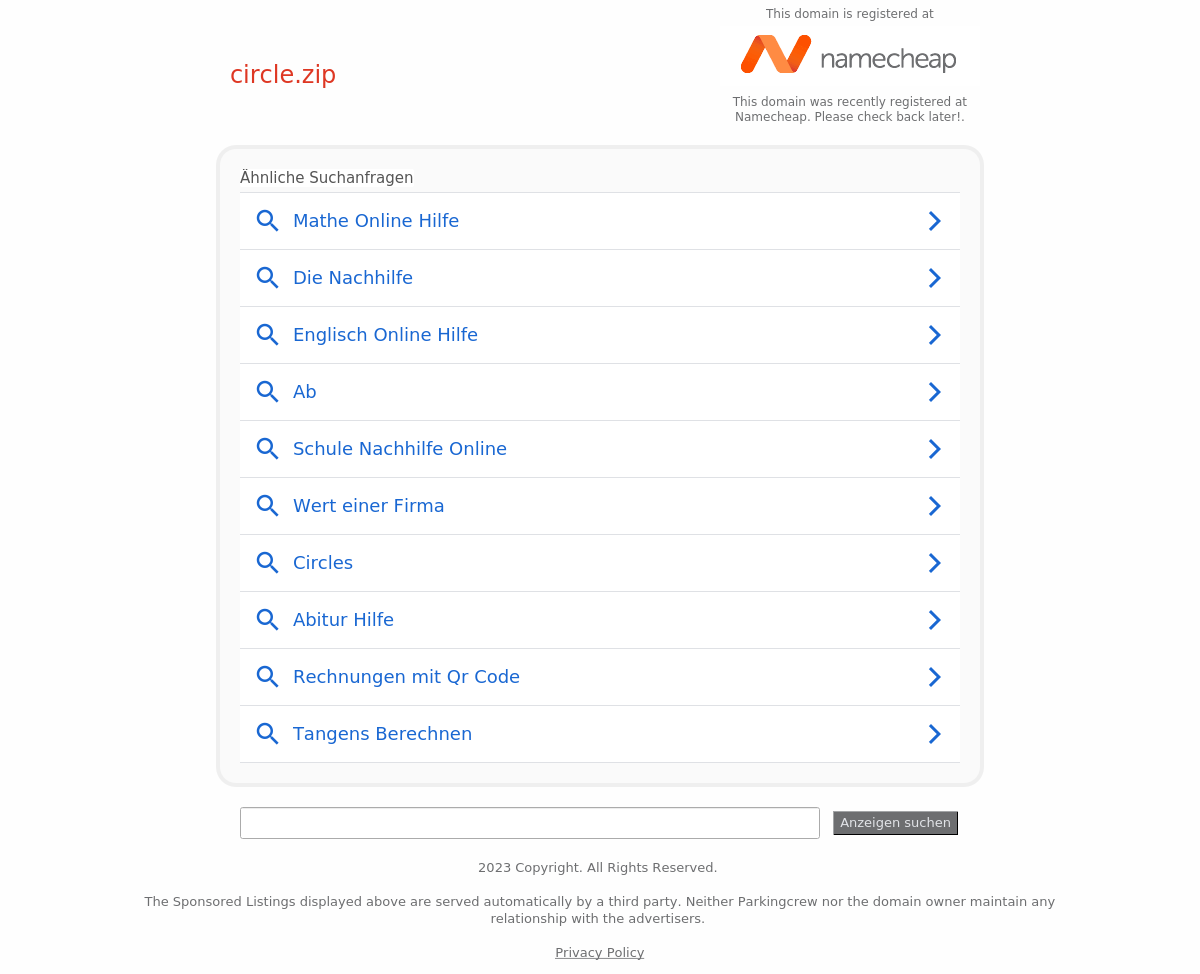 This domain is registered at
circle.zip
namecheap
This domain was recently registered at
Namecheap. Please check back later!.
Ähnliche Suchanfragen
Mathe Online Hilfe
Die Nachhilfe
Englisch Online Hilfe
Ab
Schule Nachhilfe Online
Wert einer Firma
Circles
Abitur Hilfe
Rechnungen mit Qr Code
Tangens Berechnen
Anzeigen suchen
2023 Copyright. All Rights Reserved.
The Sponsored Listings displayed above are served automatically by a third party. Neither Parkingcrew nor the domain owner maintain any
relationship with the advertisers.
Privacy Policy